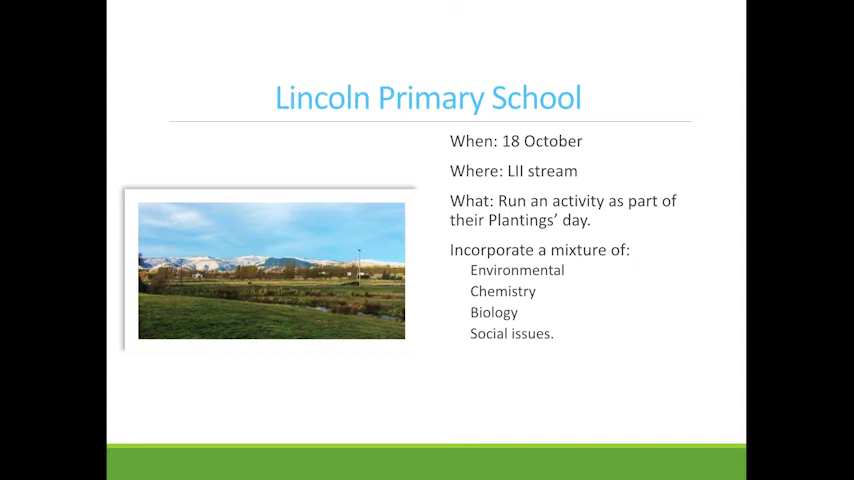 Lincoln Primary School
When: 18 October
Where: LII stream
What: Run an activity as part of
their Plantings' day.
Incorporate a mixture of:
Environmental
Chemistry
Biology
Social issues.